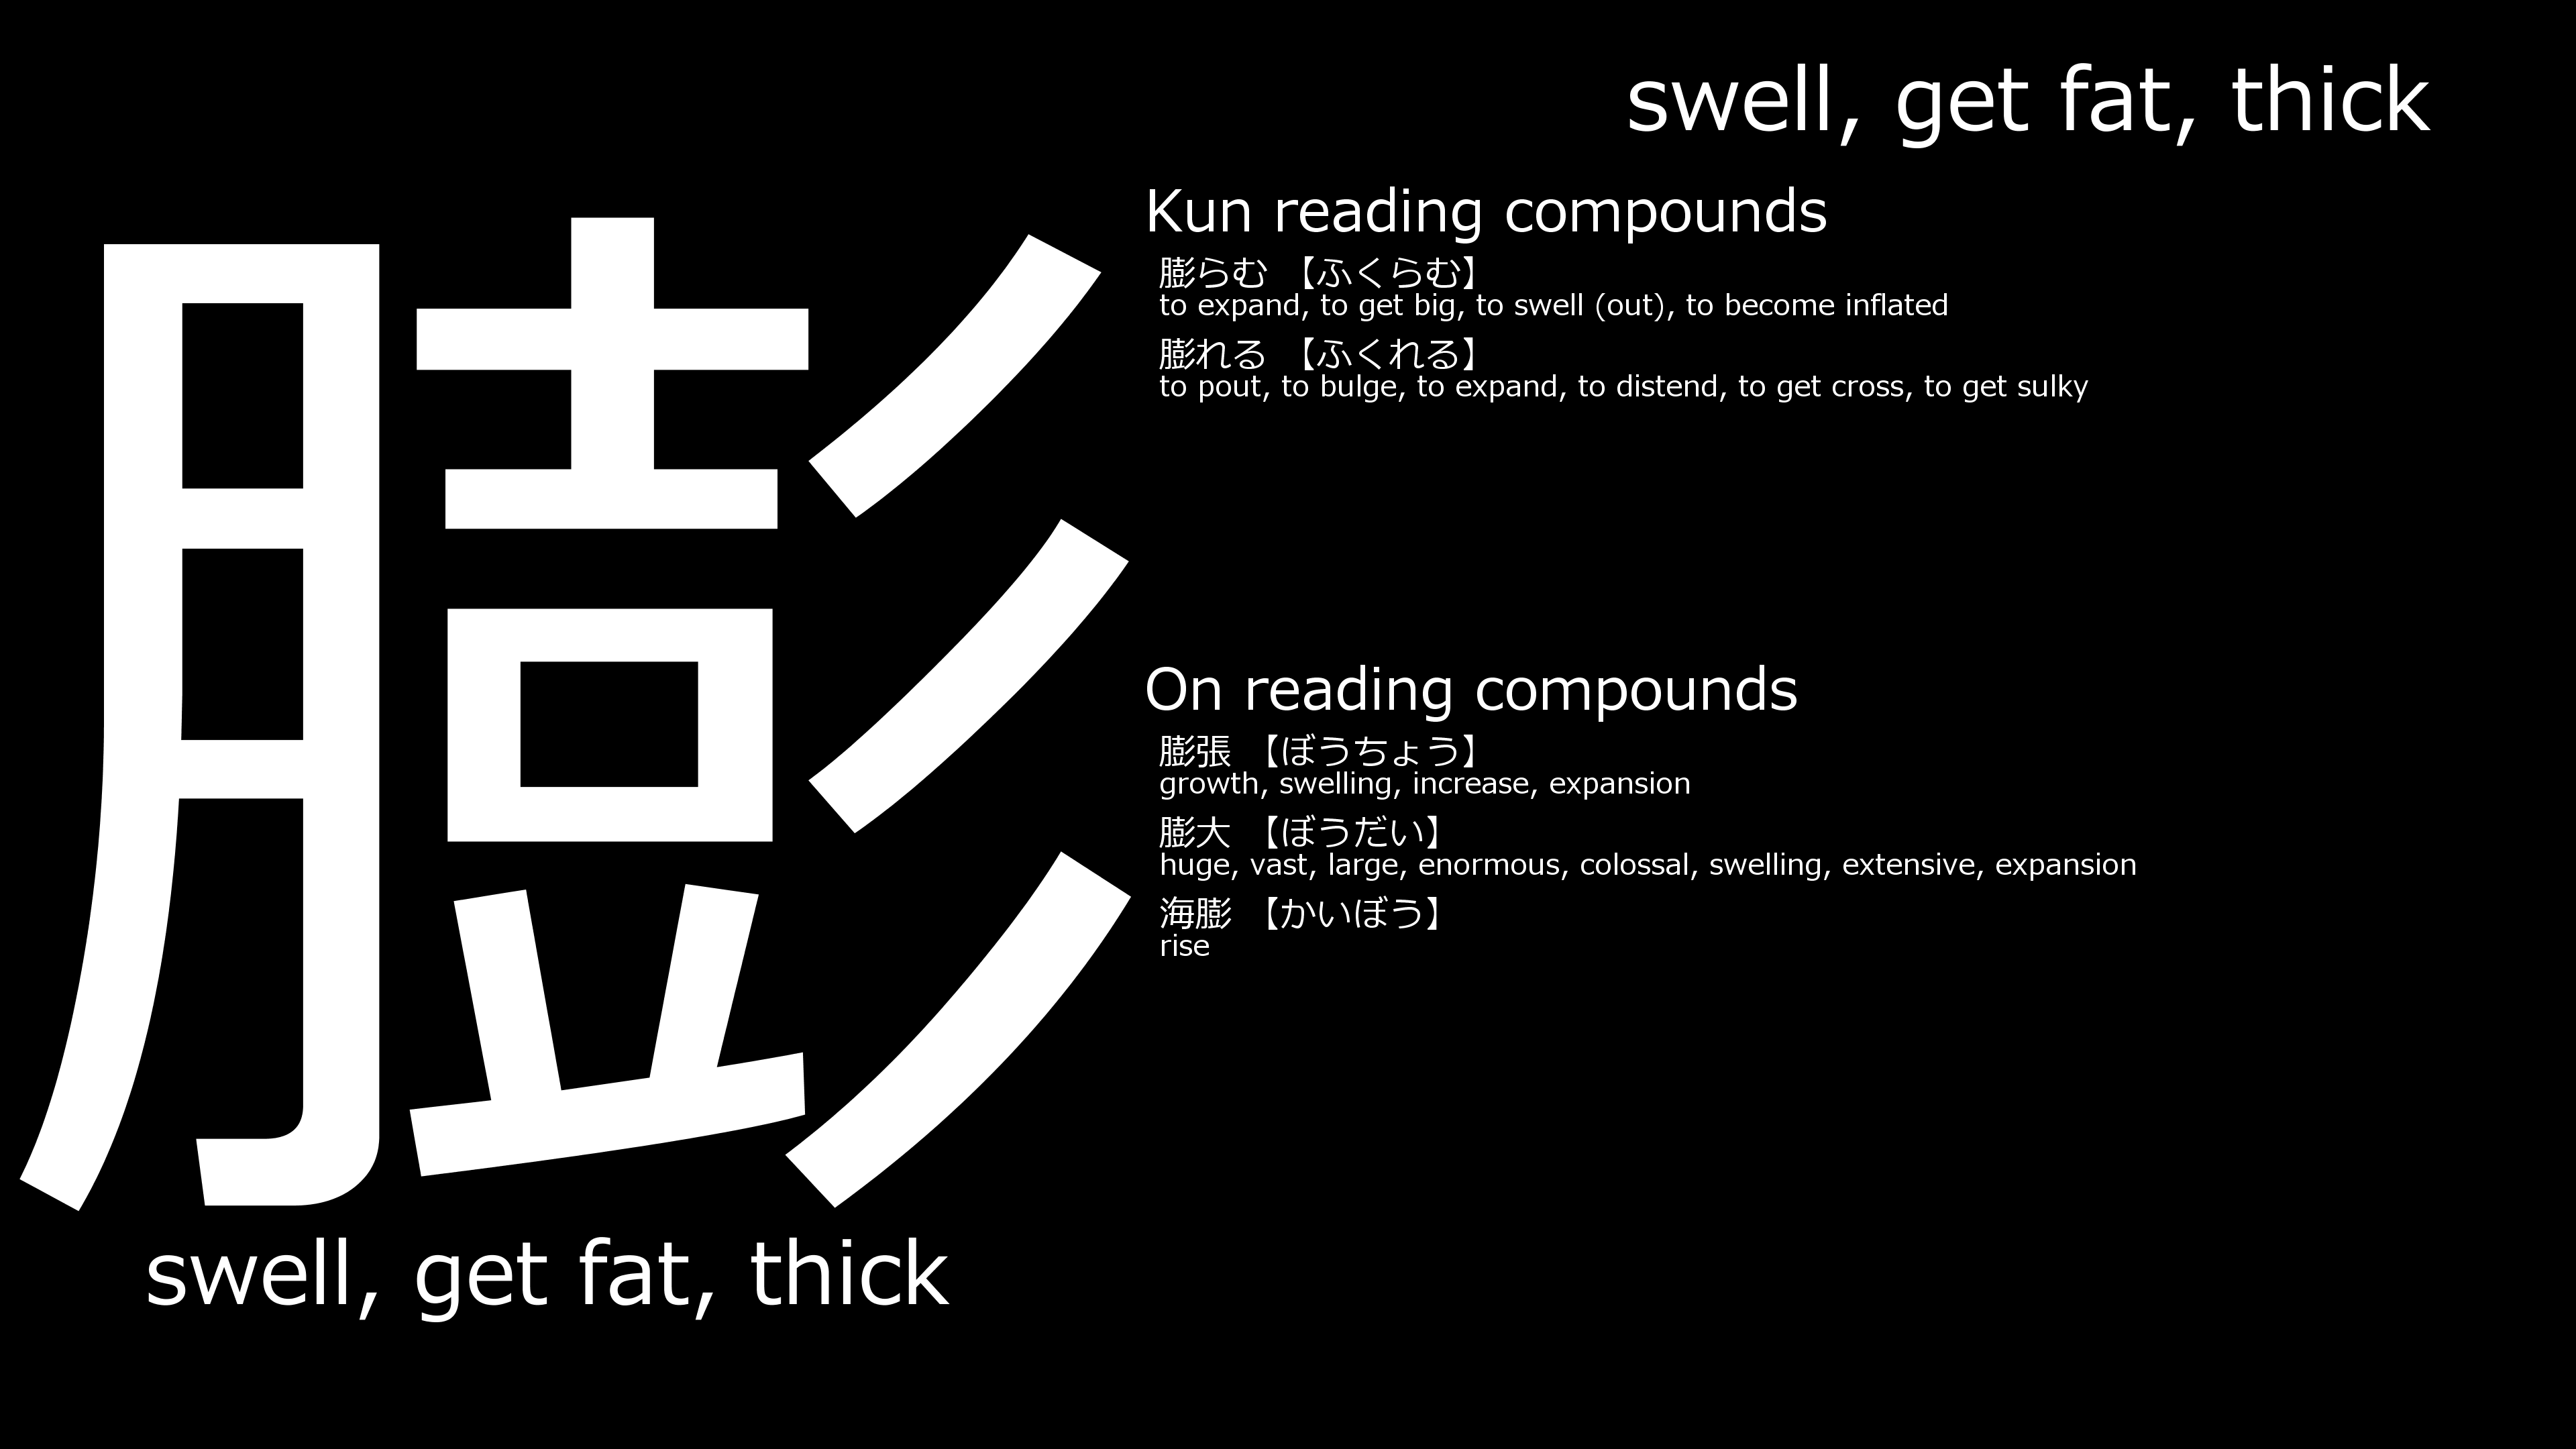 膨
swell, get fat, thick
swell, get fat, thick
Kun reading compounds
膨らむ 【ふくらむ】
to expand, to get big, to swell (out), to become inflated
膨れる 【ふくれる】
to pout, to bulge, to expand, to distend, to get cross, to get sulky
On reading compounds
膨張 【ぼうちょう】
growth, swelling, increase, expansion
膨大 【ぼうだい】
huge, vast, large, enormous, colossal, swelling, extensive, expansion
海膨 【かいぼう】
rise